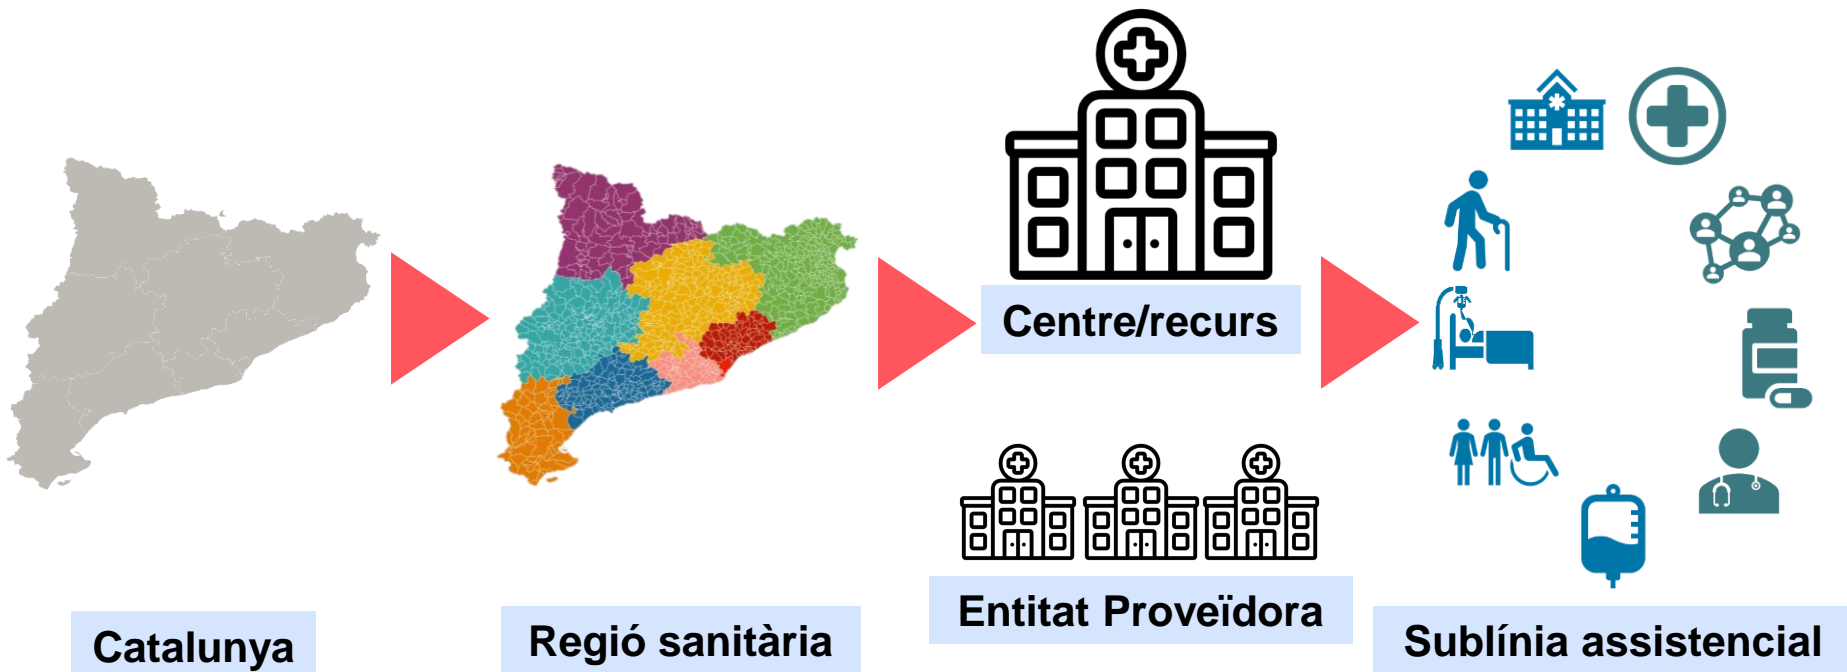 Catalunya
Regió sanitària
Centre/recurs
Entitat Proveïdora
Sublínia assistencial